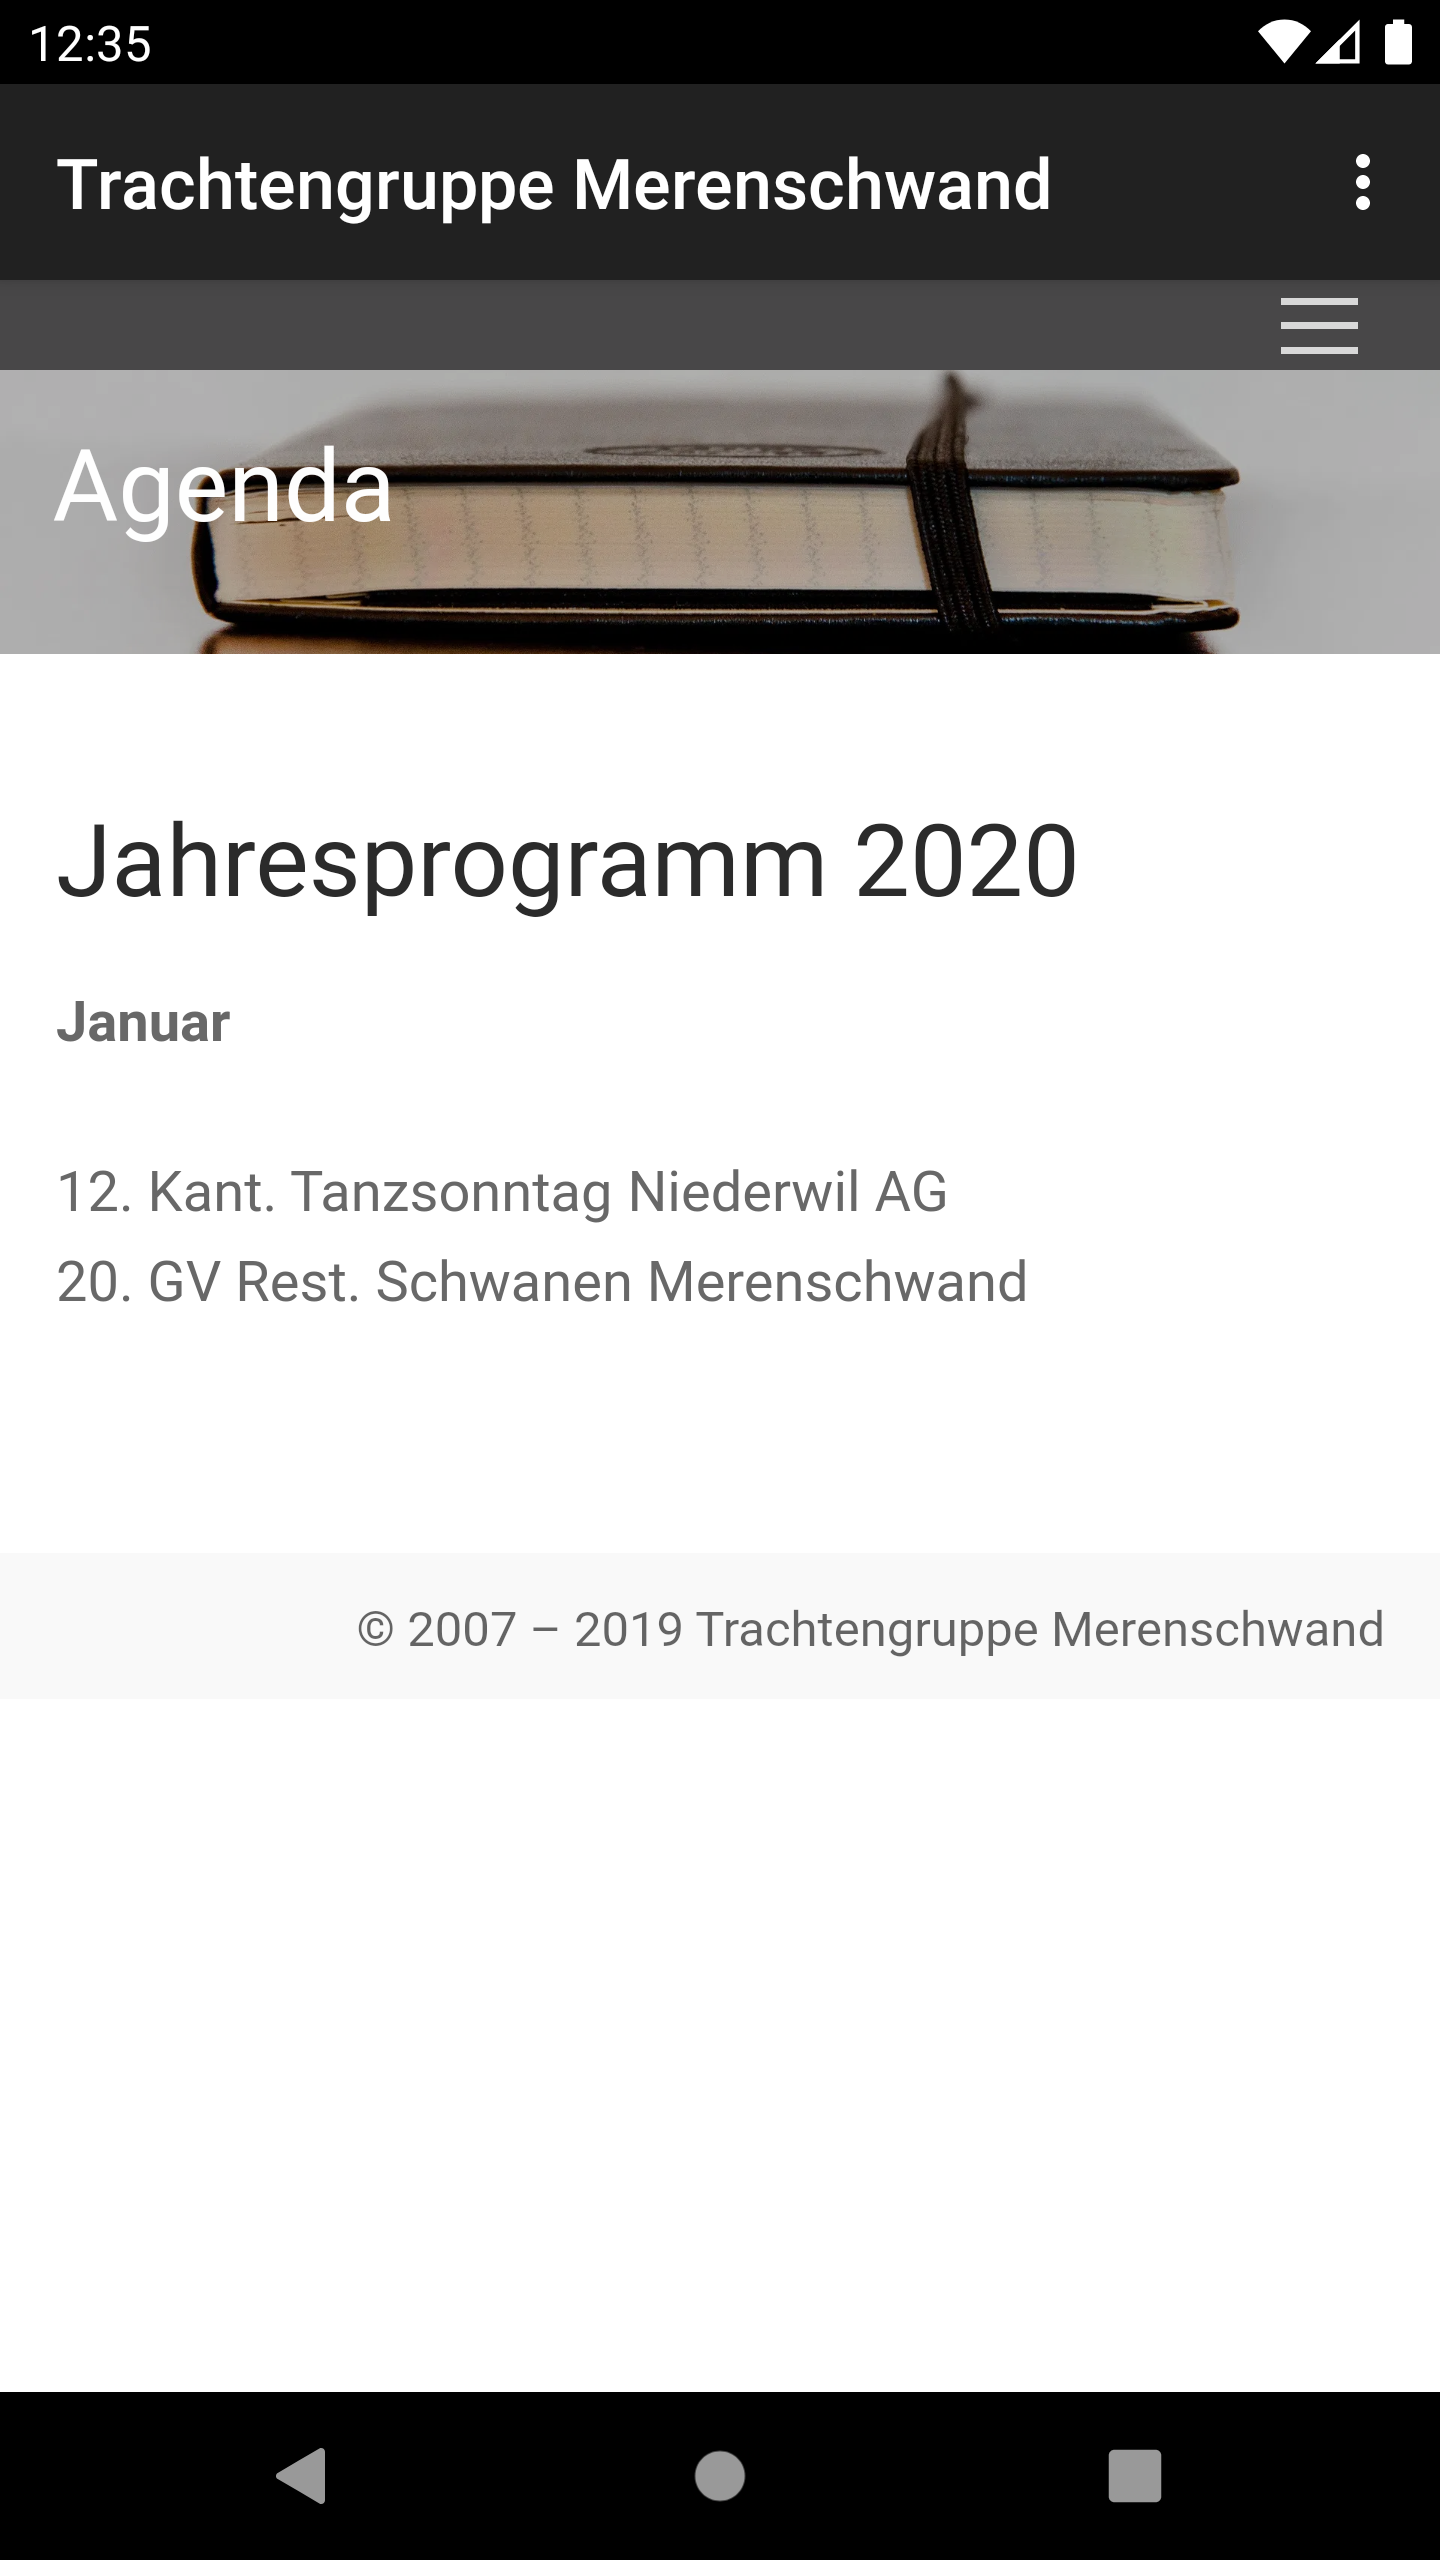 12:35
Trachtengruppe Merenschwand
Agenda
Jahresprogramm 2020
Januar
12. Kant. Tanzsonntag Niederwil AG
20. GV Rest. Schwanen Merenschwand
© 2007 – 2019 Trachtengruppe Merenschwand